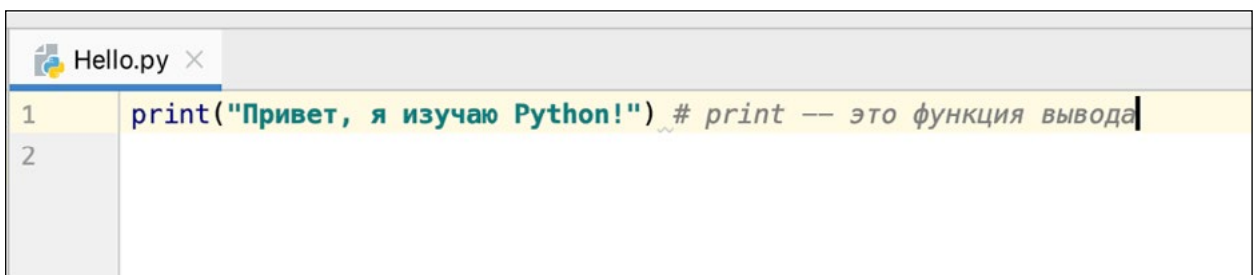 Hello.py
1 print("Привет, я изучаю Python!") # print –– это функция вывода
2